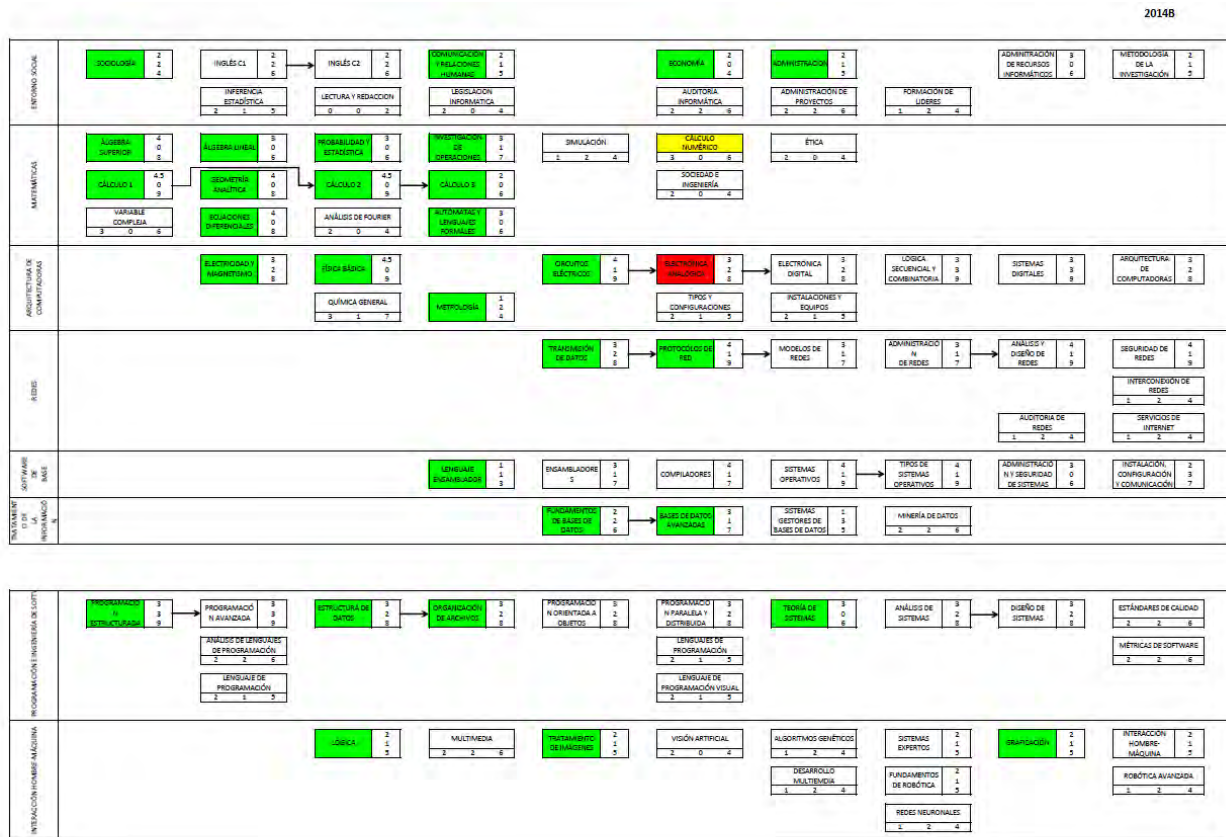 2014B
ENTORNO SOCIAL
SOCIOLOGÍA
2
2
4
INGLÉS C1
2
2
6
INGLÉS C2
2
2
6
COMUNICACIÓN
Y RELACIONES
HUMANAS
2
1
5
ECONOMÍA
2
0
4
ADMINISTRACIÓN
2
1
5
ADMINISTRACIÓN
DE RECURSOS
INFORMÁTICOS
3
0
6
METODOLOGÍA
DE LA
INVESTIGACIÓN
2
1
5
INFERENCIA
ESTADÍSTICA
2 1 5
LECTURA Y REDACCION
0 0 2
LEGISLACION
INFORMATICA
2 0 4
AUDITORÍA
INFORMÁTICA
2 2 6
ADMINISTRACIÓN DE
PROYECTOS
2 2 6
FORMACIÓN DE
LIDERES
1 2 4
MATEMÁTICAS
ÁLGEBRA
SUPERIOR
4
0
8
ÁLGEBRA LINEAL
3
0
6
PROBABILIDAD Y
ESTADÍSTICA
3
0
6
INVESTIGACIÓN
DE
OPERACIONES
3
1
7
SIMULACIÓN
1 2 4
CÁLCULO
NUMÉRICO
3 0 6
ÉTICA
2 0 4
CÁLCULO 1
4.5
0
9
GEOMETRÍA
ANALÍTICA
4
0
8
CÁLCULO 2
4.5
0
9
CÁLCULO 3
2
0
6
SOCIEDAD E
INGENIERÍA
2 0 4
VARIABLE
COMPLEJA
3 0 6
ECUACIONES
DIFERENCIALES
4
0
8
ANÁLISIS DE FOURIER
2 0 4
AUTÓMATAS Y
LENGUAJES
FORMALES
3
0
6
ARQUITECTURA DE
COMPUTADORAS
ELECTRICIDAD Y
MAGNETISMO
3
2
8
FÍSICA BÁSICA
4.5
0
9
CIRCUITOS
ELÉCTRICOS
4
1
9
ELECTRÓNICA
ANALÓGICA
3
2
8
ELECTRÓNICA
DIGITAL
3
2
8
LÓGICA
SECUENCIAL Y
COMBINATORIA
3
3
9
SISTEMAS
DIGITALES
3
3
9
ARQUITECTURA
DE
COMPUTADORAS
3
2
8
QUÍMICA GENERAL
3 1 7
METROLOGÍA
1
2
4
TIPOS Y
CONFIGURACIONES
2 1 5
INSTALACIONES Y
EQUIPOS
2 1 5
REDES
TRANSMISIÓN
DE DATOS
3
2
8
PROTOCOLOS DE
RED
4
1
9
MODELOS DE
REDES
3
1
7
ADMINISTRACIÓ
N
DE REDES
3
1
7
ANÁLISIS Y
DISEÑO DE
REDES
4
1
9
SEGURIDAD DE
REDES
4
1
9
INTERCONEXIÓN DE
REDES
1 2 4
AUDITORIA DE
REDES
1 2 4
SERVICIOS DE
INTERNET
1 2 4
SOFTWARE
DE
BASE
LENGUAJE
ENSAMBLADOR
1
1
3
ENSAMBLADORE
S
3
1
7
COMPILADORES
4
1
7
SISTEMAS
OPERATIVOS
4
1
9
TIPOS DE
SISTEMAS
OPERATIVOS
4
1
9
ADMINISTRACIÓ
N Y SEGURIDAD
DE SISTEMAS
3
0
6
INSTALACIÓN,
CONFIGURACIÓN
Y COMUNICACIÓN
2
3
7
TRATAMIENT
O DE
LA
INFORMACIÓ
N
FUNDAMENTOS
DE BASES DE
DATOS
2
2
6
BASES DE DATOS
AVANZADAS
3
1
7
SISTEMAS
GESTORES DE
BASES DE DATOS
1
3
5
MINERÍA DE DATOS
2 2 6
PROGRAMACIÓN E INGENIERÍA DE SOFT
PROGRAMACIÓ
N
ESTRUCTURADA
3
3
9
PROGRAMACIÓ
N AVANZADA
3
3
9
ESTRUCTURA DE
DATOS
3
2
8
ORGANIZACIÓN
DE ARCHIVOS
3
2
8
PROGRAMACIO
N ORIENTADA A
OBJETOS
3
2
8
PROGRAMACIO
N PARALELA Y
DISTRIBUIDA
3
2
8
TEORÍA DE
SISTEMAS
3
0
6
ANÁLISIS DE
SISTEMAS
3
2
8
DISEÑO DE
SISTEMAS
3
2
8
ESTÁNDARES DE CALIDAD
2 2 6
ANÁLISIS DE LENGUAJES
DE PROGRAMACIÓN
2 2 6
LENGUAJES DE
PROGRAMACIÓN
2 1 5
MÉTRICAS DE SOFTWARE
2 2 6
LENGUAJE DE
PROGRAMACIÓN
2 1 5
LENGUAJE DE
PROGRAMACIÓN VISUAL
2 1 5
INTERACCIÓN HOMBRE-MÁQUINA
LÓGICA
2
1
5
MULTIMEDIA
2 2 6
TRATAMIENTO
DE IMÁGENES
2
1
5
VISIÓN ARTIFICIAL
2 0 4
ALGORITMOS GENÉTICOS
1 2 4
SISTEMAS
EXPERTOS
2
1
5
GRAFICACIÓN
2
1
5
INTERACCIÓN
HOMBRE-
MÁQUINA
2
1
5
DESARROLLO
MULTIEMDIA
1 2 4
FUNDAMENTOS
DE ROBÓTICA
2
1
5
ROBÓTICA AVANZADA
1 2 4
REDES NEURONALES
1 2 4